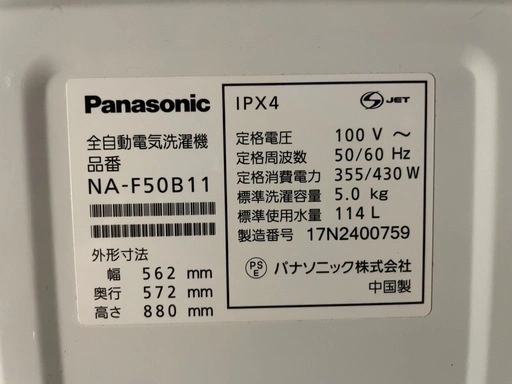 Panasonic
全自動電気洗濯機
品番
NA-F50B11
外形寸法
幅 562 mm
奥行 572 mm
高さ 880 mm
IPX4
S JET
定格電圧 100 V ～
定格周波数 50/60 Hz
定格消費電力 355/430 W
標準洗濯容量 5.0 kg
標準使用水量 114 L
製造番号 17N2400759
PS E パナソニック株式会社
中国製